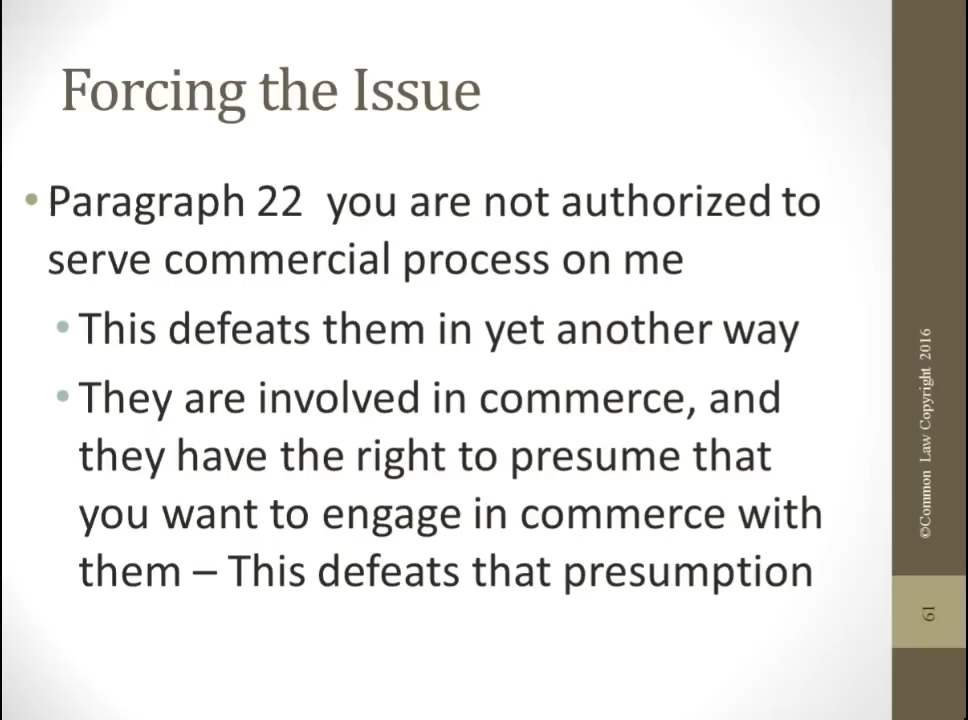 Forcing the Issue
• Paragraph 22  you are not authorized to
serve commercial process on me
• This defeats them in yet another way
• They are involved in commerce, and
they have the right to presume that
you want to engage in commerce with
them – This defeats that presumption
©Common Law Copyright 2016
61